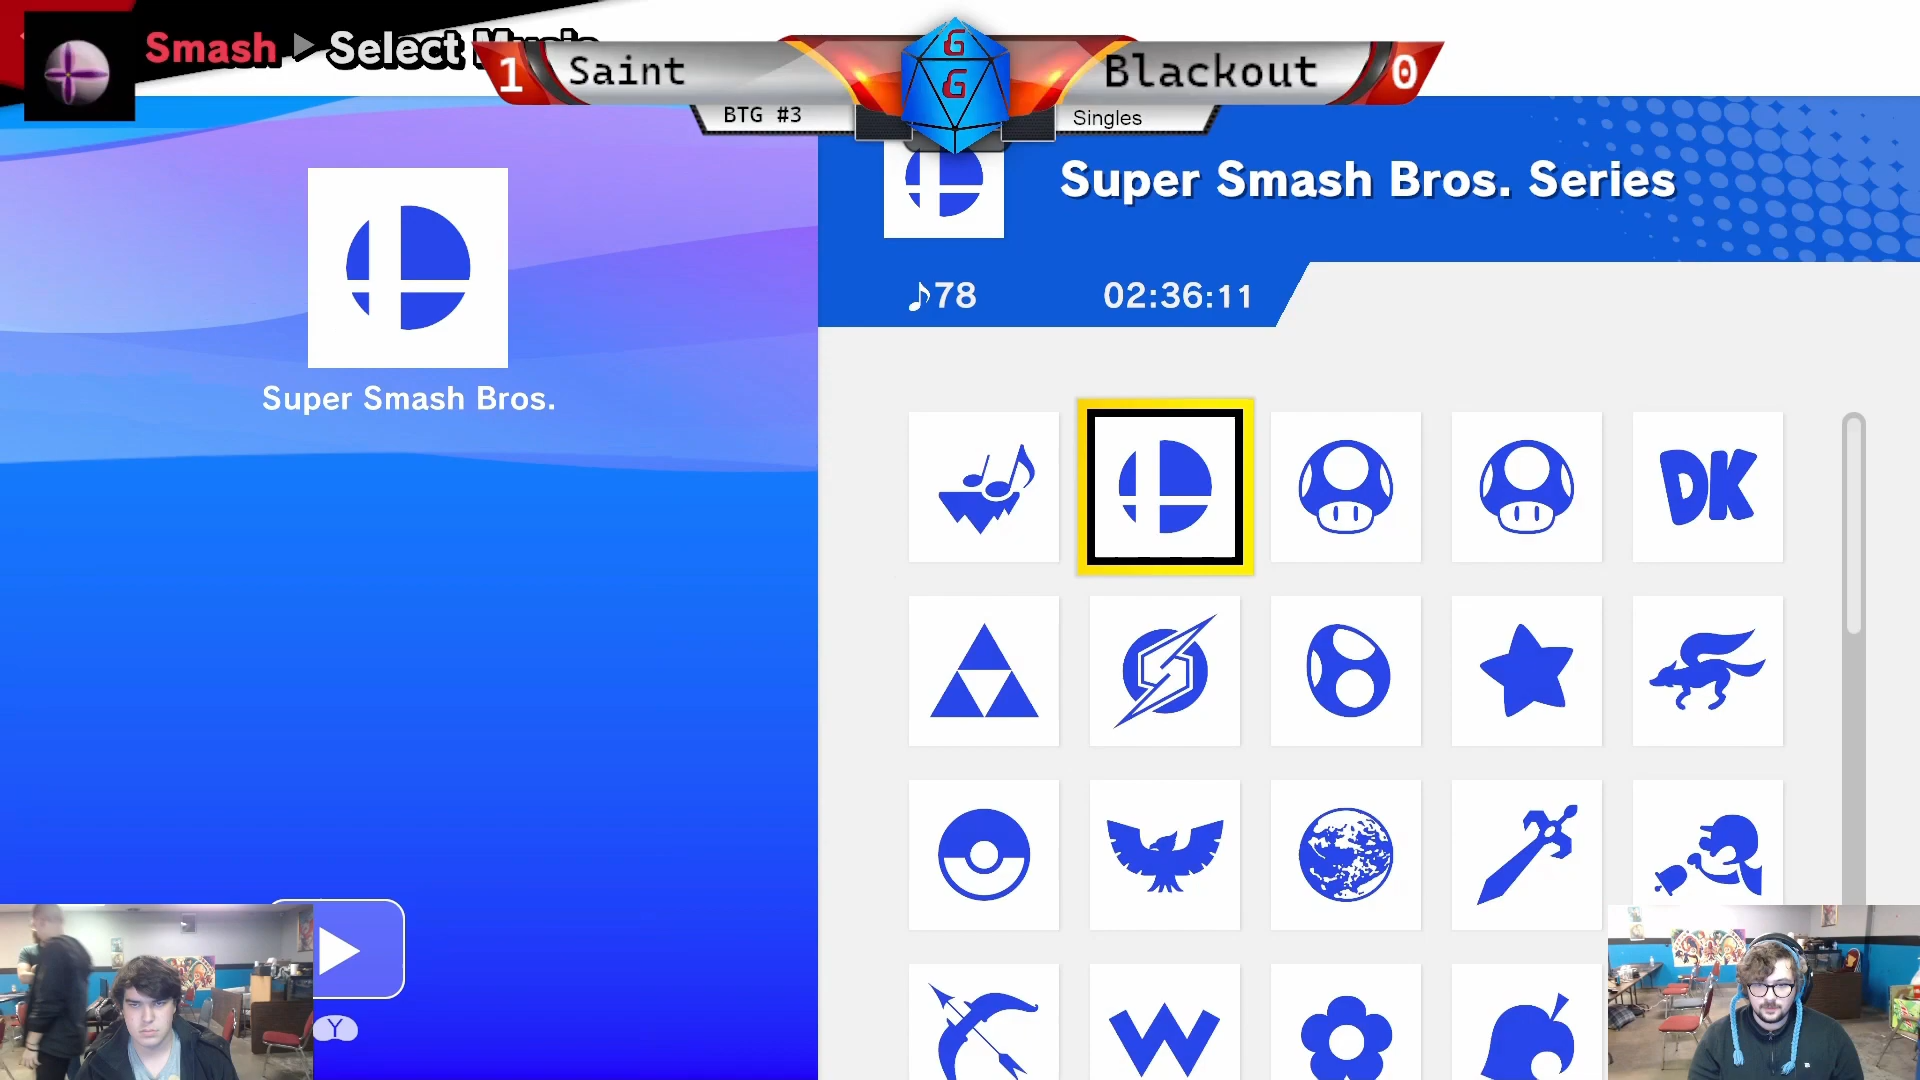 Smash ▶ Select Music
1 Saint
Blackout 0
BTG #3
Singles
G
G
Super Smash Bros. Series
♪78
02:36:11
Super Smash Bros.
DK
Y